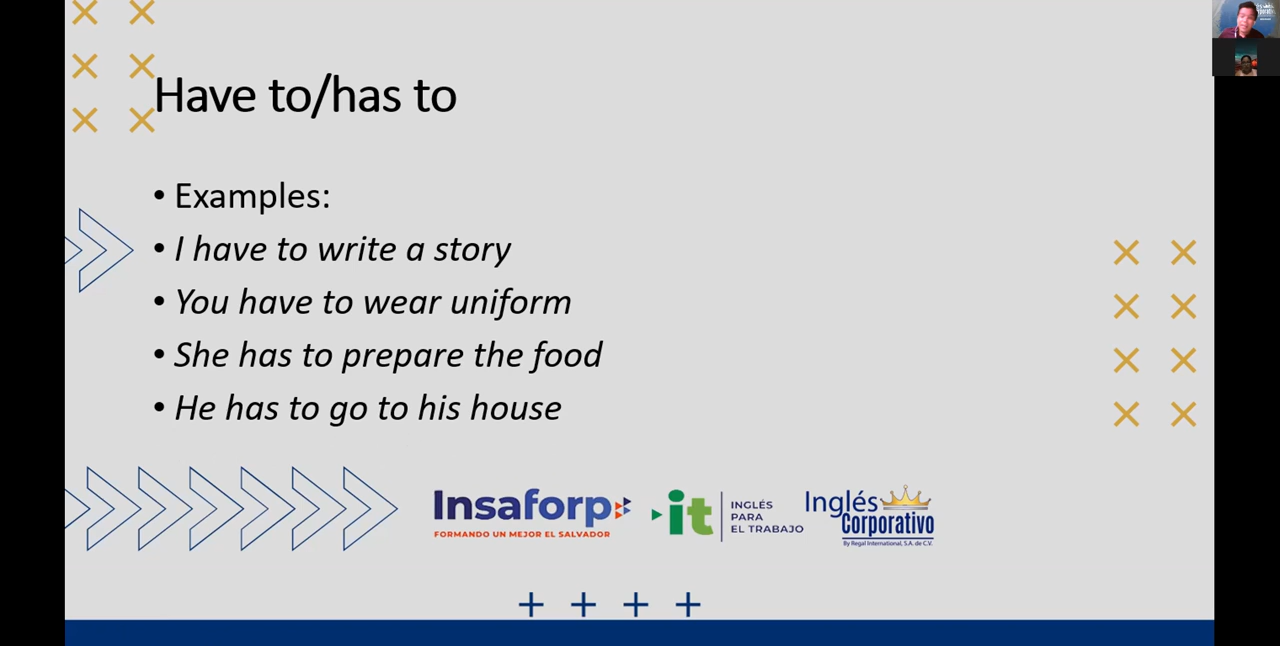 Have to/has to
• Examples:
• I have to write a story
• You have to wear uniform
• She has to prepare the food
• He has to go to his house
Insaforp
FORMANDO UN MEJOR EL SALVADOR
it
INGLÉS
PARA
EL TRABAJO
Inglés
Corporativo
By Regal International, S.A. de C.V.